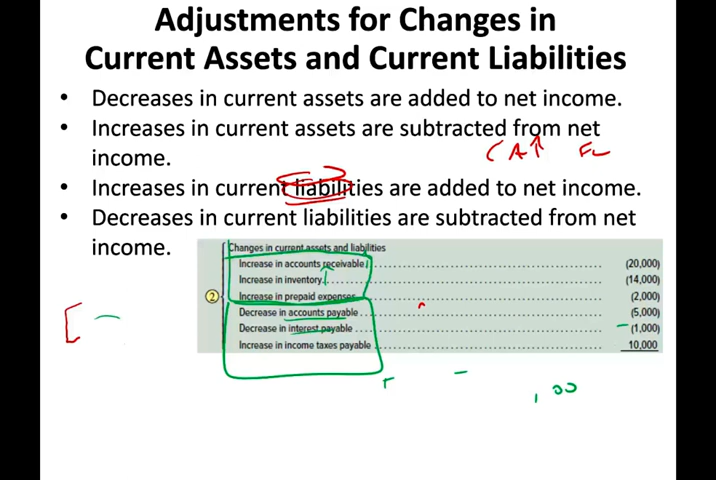 Adjustments for Changes in
Current Assets and Current Liabilities
• Decreases in current assets are added to net income.
• Increases in current assets are subtracted from net
income.
CA↑
• Increases in current liabilities are added to net income.
• Decreases in current liabilities are subtracted from net
income.
Changes in current assets and liabilities
Increase in accounts receivable (20,000)
Increase in inventory (14,000)
② Increase in prepaid expenses (2,000)
Decrease in accounts payable (5,000)
Decrease in interest payable (1,000)
Increase in income taxes payable 10,000